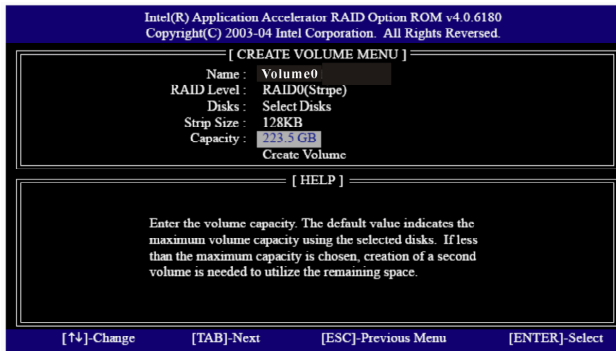 Intel(R) Application Accelerator RAID Option ROM v4.0.6180
Copyright(C) 2003-04 Intel Corporation. All Rights Reversed.
[ CREATE VOLUME MENU ]
Name : Volume0
RAID Level : RAID0(Stripe)
Disks : Select Disks
Strip Size : 128KB
Capacity : 223.5 GB
Create Volume
[ HELP ]
Enter the volume capacity. The default value indicates the
maximum volume capacity using the selected disks. If less
than the maximum capacity is chosen, creation of a second
volume is needed to utilize the remaining space.
[↑↓]-Change [TAB]-Next [ESC]-Previous Menu [ENTER]-Select